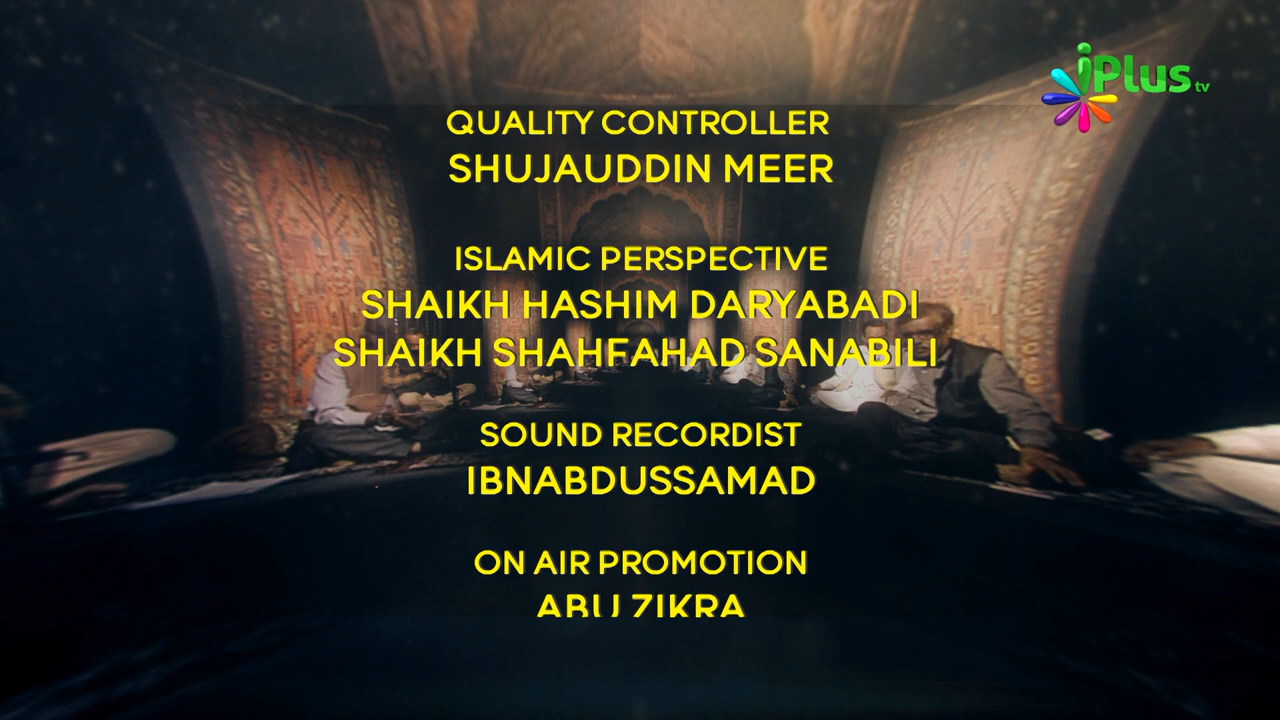 iPlus tv
QUALITY CONTROLLER
SHUJAUDDIN MEER
ISLAMIC PERSPECTIVE
SHAIKH HASHIM DARYABADI
SHAIKH SHAHFAHAD SANABILI
SOUND RECORDIST
IBNABDUSSAMAD
ON AIR PROMOTION
ABU ZIKRA